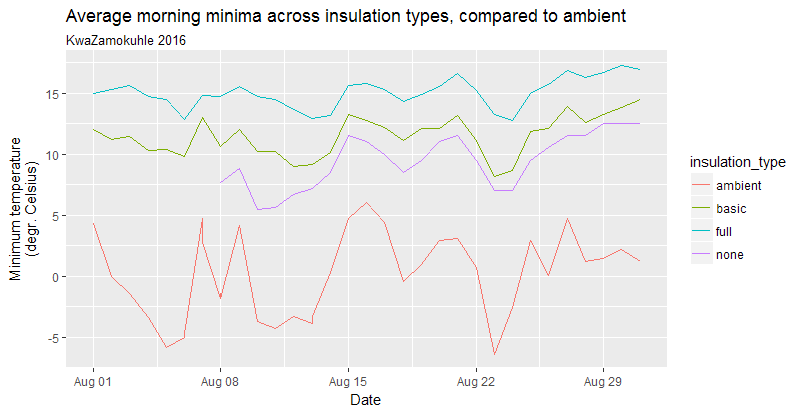 Average morning minima across insulation types, compared to ambient
KwaZamokuhle 2016
Minimum temperature
(degr. Celsius)
15
10
5
0
-5
Aug 01
Aug 08
Aug 15
Aug 22
Aug 29
Date
insulation_type
ambient
basic
full
none